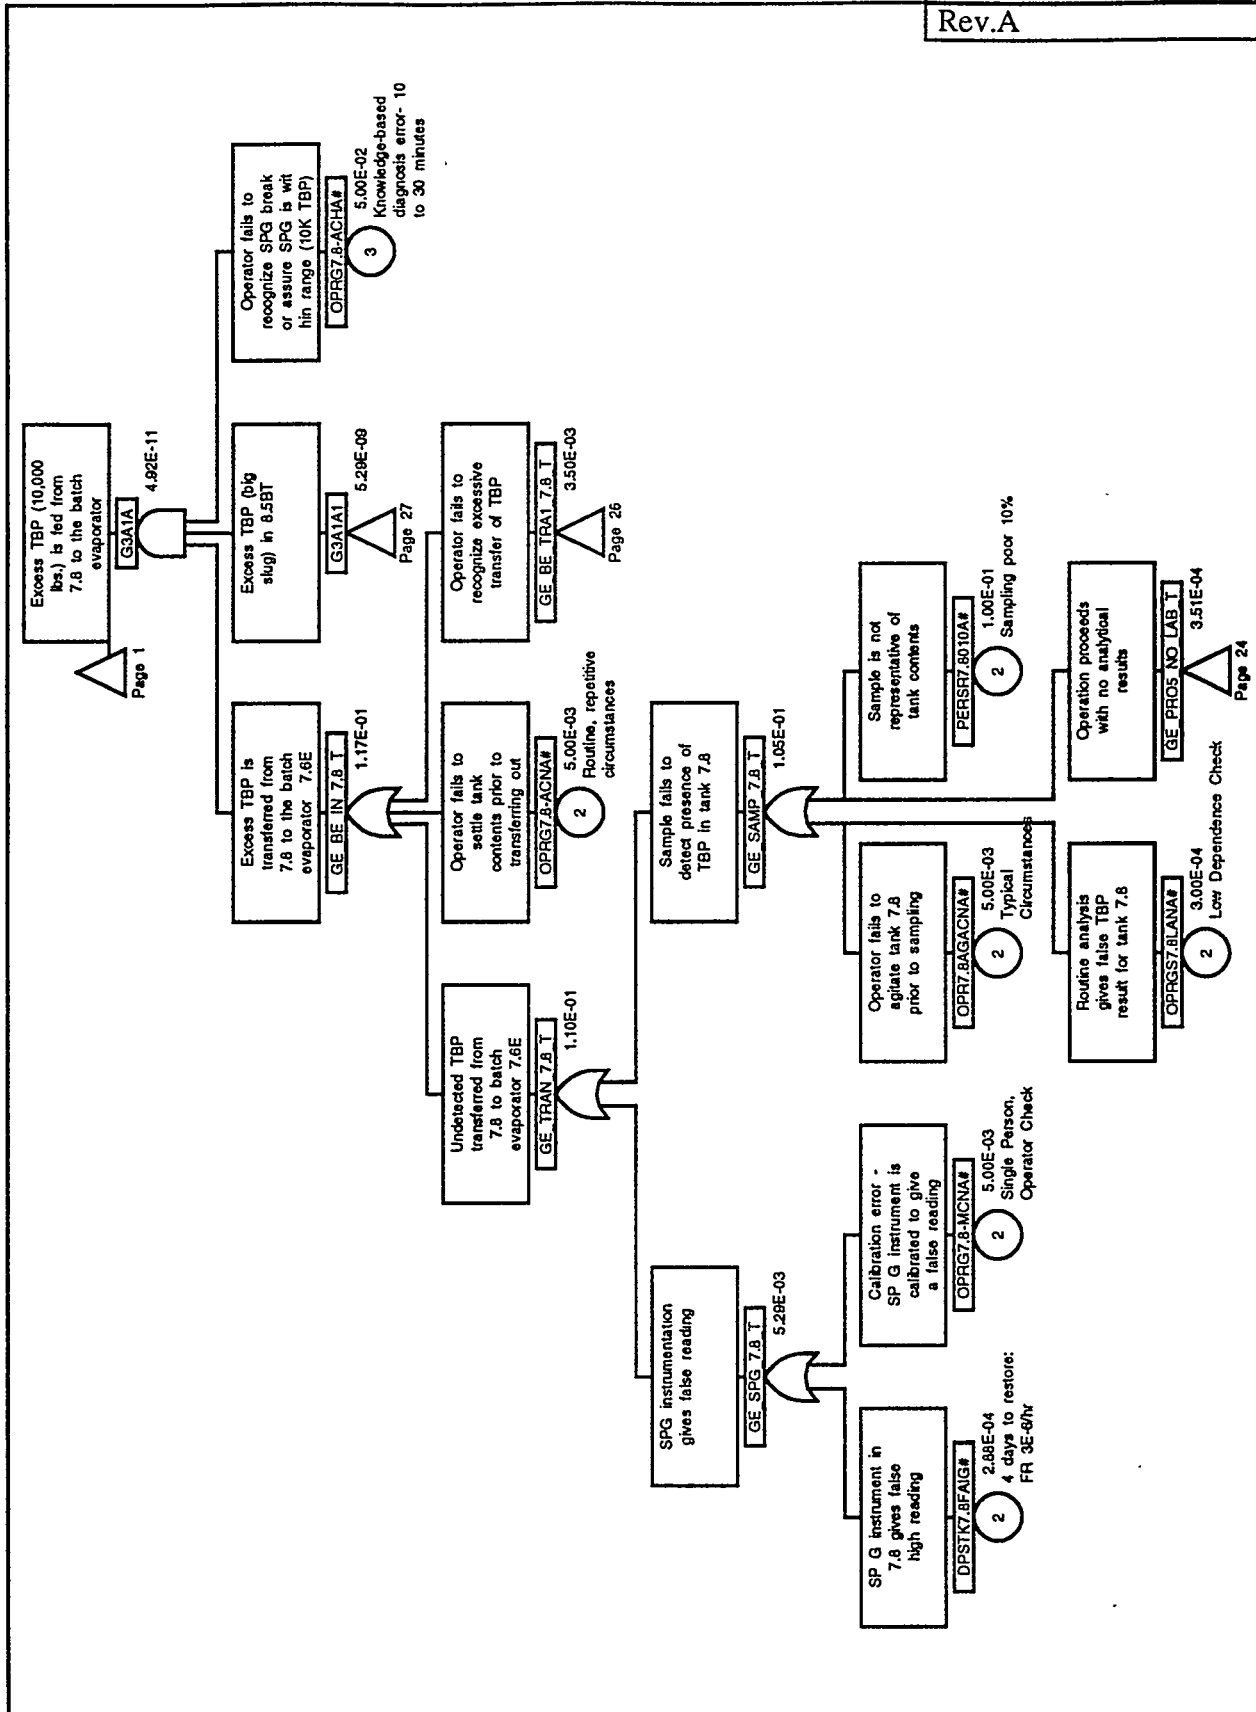 Rev.A
Excess TBP (10,000
lbs.) is fed from
7.8 to the batch
evaporator
G3A1A
4.92E-11
Page 1
Excess TBP is
transferred from
7.8 to the batch
evaporator 7.6E
GE_BE_IN_7.8_T
1.17E-01
Excess TBP (big
slug) in 8.5BT
G3A1A1
5.29E-09
Page 27
Operator fails to
recognize SPG break
or assure SPG is wit
hin range (10K TBP)
OPRG7.8-ACHA#
5.00E-02
Knowledge-based
diagnosis error- 10
to 30 minutes
3
Undetected TBP
transferred from
7.8 to batch
evaporator 7.6E
GE_TRAN_7.8_T
1.10E-01
Operator fails to
settle tank
contents prior to
transferring out
OPRG7.8-ACNA#
5.00E-03
Routine, repetitive
circumstances
2
Operator fails to
recognize excessive
transfer of TBP
GE_BE_TRA1_7.8_T
3.50E-03
Page 26
SPG instrumentation
gives false reading
GE_SPG_7.8_T
5.29E-03
Sample fails to
detect presence of
TBP in tank 7.8
GE_SAMP_7.8_T
1.05E-01
SP G instrument in
7.8 gives false
high reading
DPSTK7.8FAIG#
2.88E-04
4 days to restore:
FR 3E-6/hr
2
Calibration error -
SP G instrument is
calibrated to give
a false reading
OPRG7.8-MCNA#
5.00E-03
Single Person,
Operator Check
2
Operator fails to
agitate tank 7.8
prior to sampling
OPR7.8AGACNA#
5.00E-03
Typical
Circumstances
2
Sample is not
representative of
tank contents
PERSR7.8010A#
1.00E-01
Sampling poor 10%
2
Routine analysis
gives false TBP
result for tank 7.8
OPRGS7.8LANA#
3.00E-04
Low Dependence Check
2
Operation proceeds
with no analytical
results
GE_PRO5_NO_LAB_T
3.51E-04
Page 24